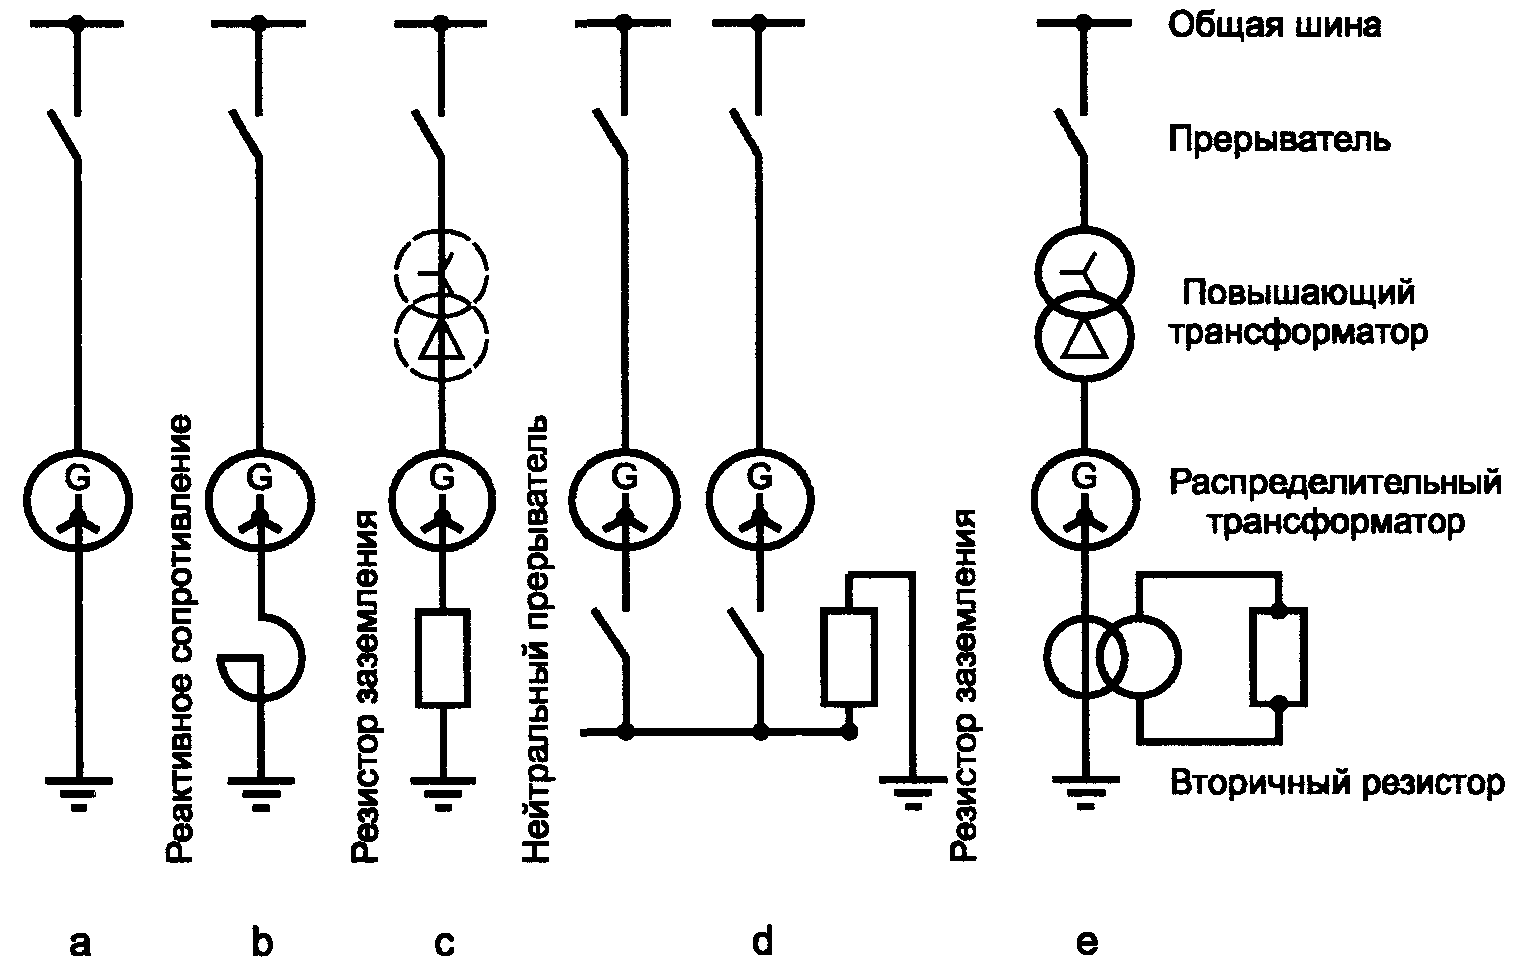 Общая шина
Прерыватель
Повышающий
трансформатор
G
G
G
G
G
G
Распределительный
трансформатор
Реактивное сопротивление
Резистор заземления
Нейтральный прерыватель
Резистор заземления
Вторичный резистор
a
b
c
d
e